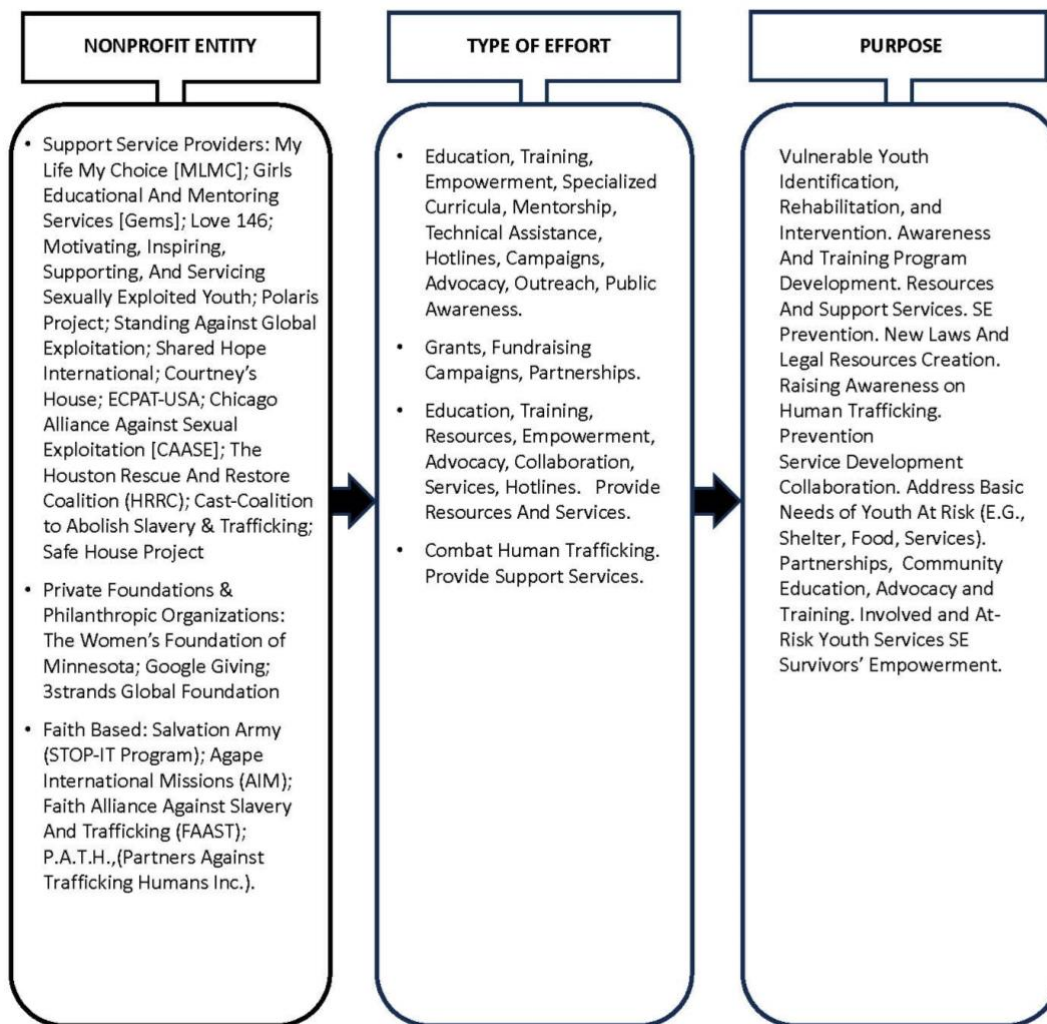 NONPROFIT ENTITY
• Support Service Providers: My
Life My Choice [MLMC]; Girls
Educational And Mentoring
Services [Gems]; Love 146;
Motivating, Inspiring,
Supporting, And Servicing
Sexually Exploited Youth; Polaris
Project; Standing Against Global
Exploitation; Shared Hope
International; Courtney's
House; ECPAT-USA; Chicago
Alliance Against Sexual
Exploitation [CAASE]; The
Houston Rescue And Restore
Coalition (HRRC); Cast-Coalition
to Abolish Slavery & Trafficking;
Safe House Project
• Private Foundations &
Philanthropic Organizations:
The Women's Foundation of
Minnesota; Google Giving;
3strands Global Foundation
• Faith Based: Salvation Army
(STOP-IT Program); Agape
International Missions (AIM);
Faith Alliance Against Slavery
And Trafficking (FAAST);
P.A.T.H.,(Partners Against
Trafficking Humans Inc.).
TYPE OF EFFORT
• Education, Training,
Empowerment, Specialized
Curricula, Mentorship,
Technical Assistance,
Hotlines, Campaigns,
Advocacy, Outreach, Public
Awareness.
• Grants, Fundraising
Campaigns, Partnerships.
• Education, Training,
Resources, Empowerment,
Advocacy, Collaboration,
Services, Hotlines. Provide
Resources And Services.
• Combat Human Trafficking.
Provide Support Services.
PURPOSE
Vulnerable Youth
Identification,
Rehabilitation, and
Intervention. Awareness
And Training Program
Development. Resources
And Support Services. SE
Prevention. New Laws And
Legal Resources Creation.
Raising Awareness on
Human Trafficking.
Prevention
Service Development
Collaboration. Address Basic
Needs of Youth At Risk (E.G.,
Shelter, Food, Services).
Partnerships, Community
Education, Advocacy and
Training. Involved and At-
Risk Youth Services SE
Survivors' Empowerment.